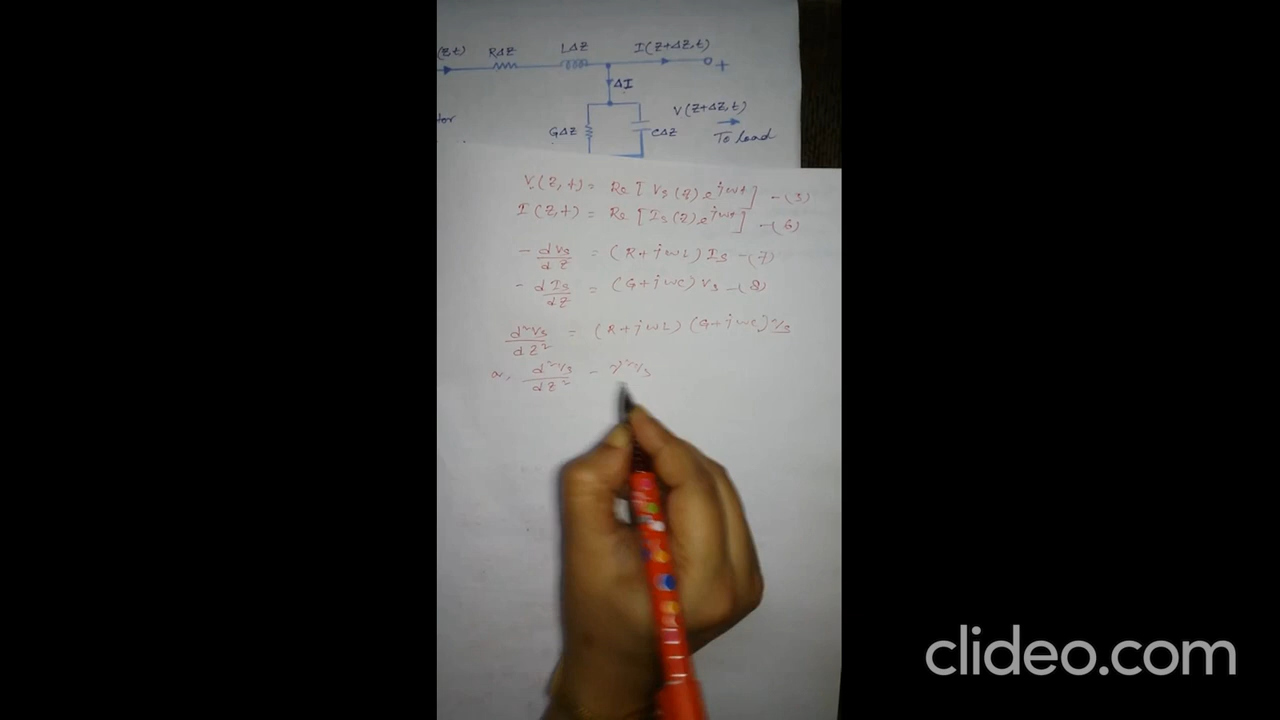 (z,t) RΔZ LΔZ I(Z+ΔZ,t)
+
ΔI
V(Z+ΔZ,t)
tor GΔZ CΔZ To load
V(Z,t) = Re [Vs(z)e^jωt] -(5)
I(Z,t) = Re [Is(z)e^jωt] -(6)
- dVs/dZ = (R+jωL) Is -(7)
- dIs/dZ = (G+jωC) Vs -(8)
d²Vs/dZ² = (R+jωL) (G+jωC) Vs
or, d²Vs/dZ² - γ²Vs
clideo.com